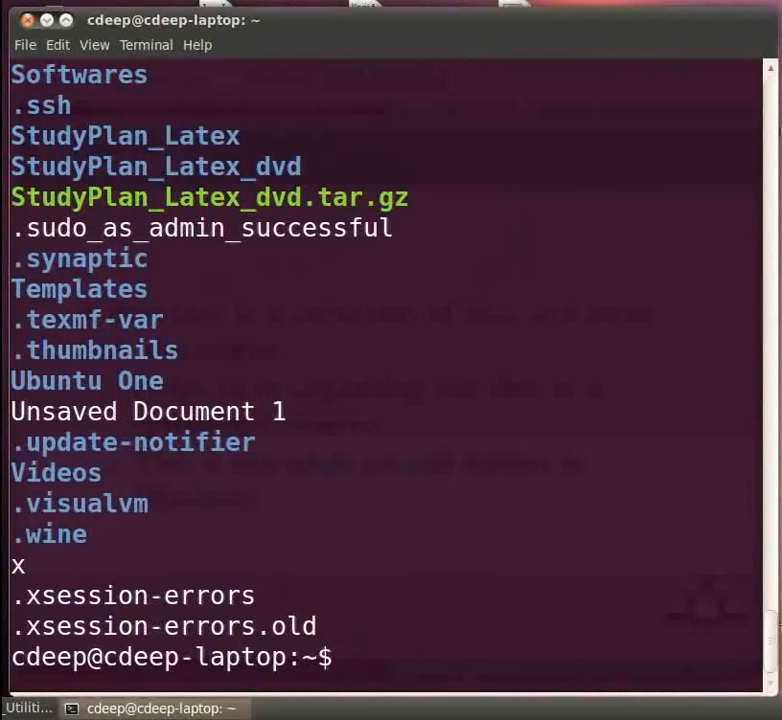 cdeep@cdeep-laptop: ~
File Edit View Terminal Help
Softwares
.ssh
StudyPlan_Latex
StudyPlan_Latex_dvd
StudyPlan_Latex_dvd.tar.gz
.sudo_as_admin_successful
.synaptic
Templates
.texmf-var
.thumbnails
Ubuntu One
Unsaved Document 1
.update-notifier
Videos
.visualvm
.wine
x
.xsession-errors
.xsession-errors.old
cdeep@cdeep-laptop:~$
Utiliti... cdeep@cdeep-laptop: ~